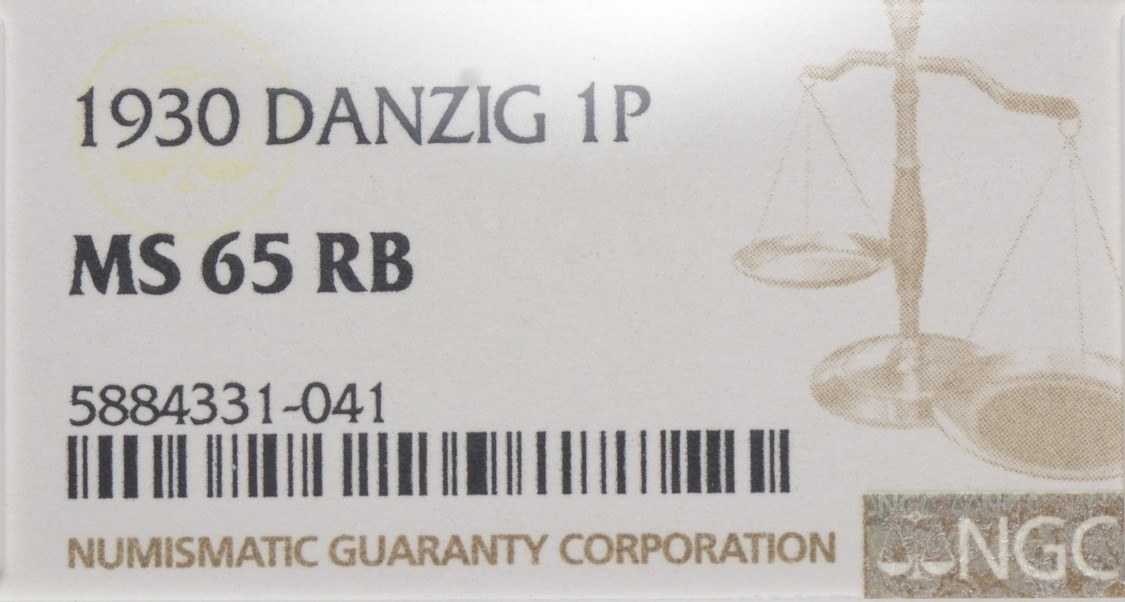 1930 DANZIG 1P
MS 65 RB
5884331-041
NUMISMATIC GUARANTY CORPORATION
NGC